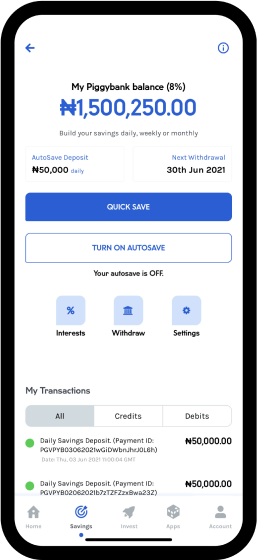 My Piggybank balance (8%)
₦1,500,250.00
Build your savings daily, weekly or monthly
AutoSave Deposit
₦50,000 daily
Next Withdrawal
30th Jun 2021
QUICK SAVE
TURN ON AUTOSAVE
Your autosave is OFF.
Interests
Withdraw
Settings
My Transactions
All
Credits
Debits
Daily Savings Deposit. (Payment ID:
₦50,000.00
Date: Thu, 03 Jun 2021 11:00:04 GMT
Daily Savings Deposit. (Payment ID:
₦50,000.00
Home
Savings
Invest
Apps
Account